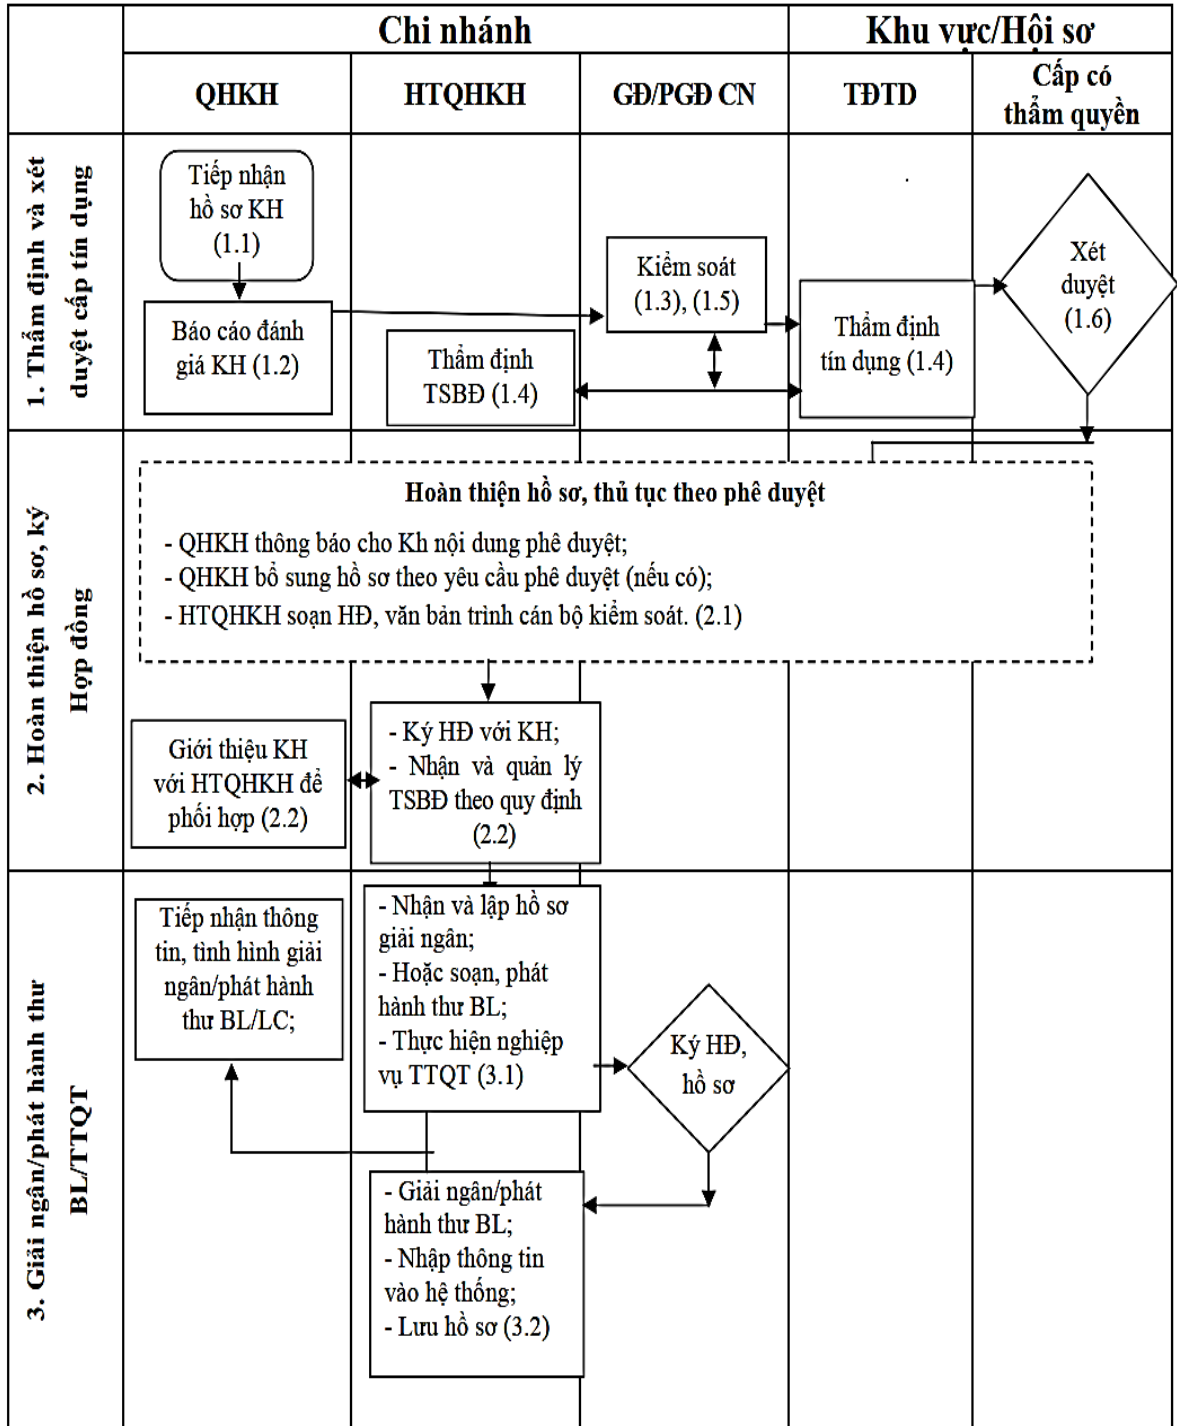 Chi nhánh
Khu vực/Hội sơ
QHKH
HTQHKH
GĐ/PGĐ CN
TĐTD
Cấp có
thẩm quyền
1. Thẩm định và xét
duyệt cấp tín dụng
Tiếp nhận
hồ sơ KH
(1.1)
Báo cáo đánh
giá KH (1.2)
Thẩm định
TSBĐ (1.4)
Kiểm soát
(1.3), (1.5)
Thẩm định
tín dụng (1.4)
Xét
duyệt
(1.6)
2. Hoàn thiện hồ sơ, ký
Hợp đồng
Hoàn thiện hồ sơ, thủ tục theo phê duyệt
- QHKH thông báo cho Kh nội dung phê duyệt;
- QHKH bổ sung hồ sơ theo yêu cầu phê duyệt (nếu có);
- HTQHKH soạn HĐ, văn bản trình cán bộ kiểm soát. (2.1)
Giới thiệu KH
với HTQHKH để
phối hợp (2.2)
- Ký HĐ với KH;
- Nhận và quản lý
TSBĐ theo quy định
(2.2)
3. Giải ngân/phát hành thư
BL/TTQT
Tiếp nhận thông
tin, tình hình giải
ngân/phát hành
thư BL/LC;
- Nhận và lập hồ sơ
giải ngân;
- Hoặc soạn, phát
hành thư BL;
- Thực hiện nghiệp
vụ TTQT (3.1)
Ký HĐ,
hồ sơ
- Giải ngân/phát
hành thư BL;
- Nhập thông tin
vào hệ thống;
- Lưu hồ sơ (3.2)